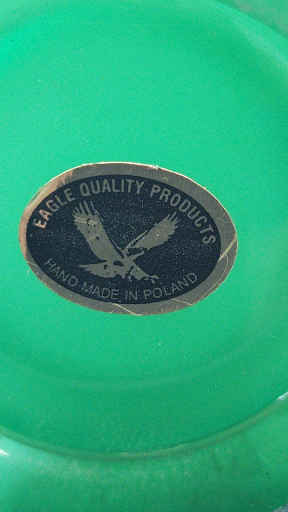 EAGLE QUALITY PRODUCTS
HAND MADE IN POLAND